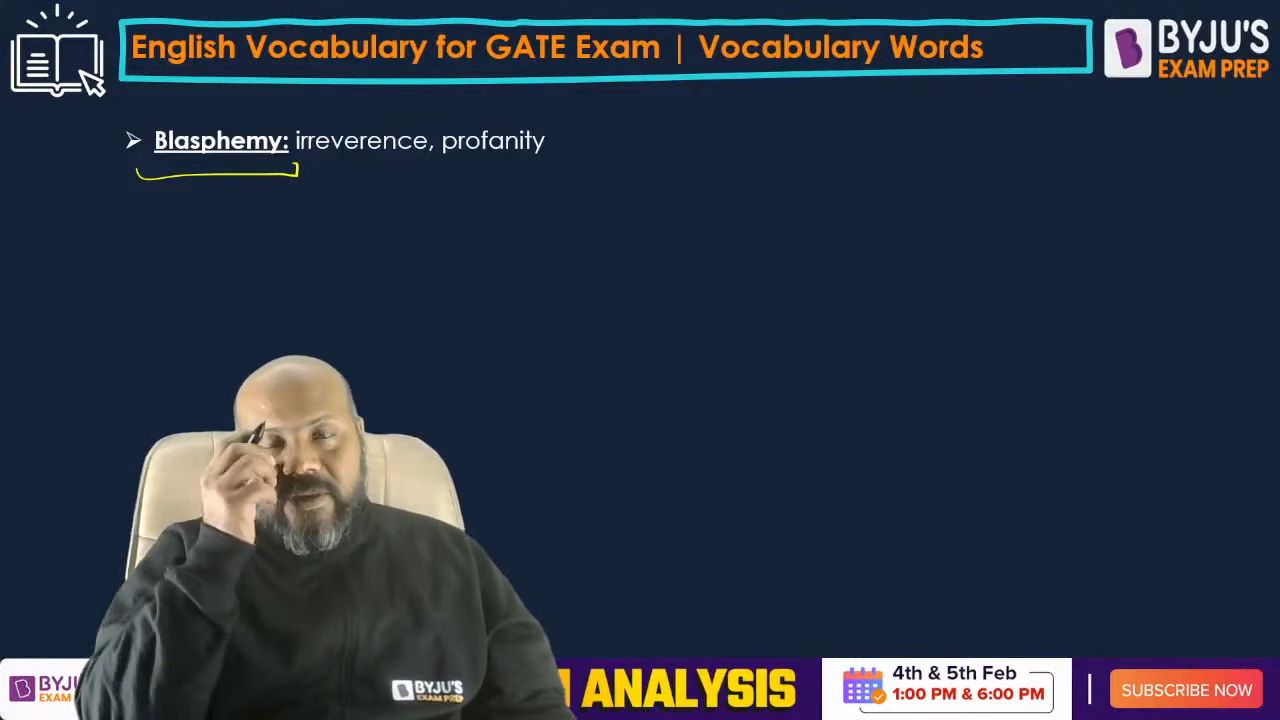 English Vocabulary for GATE Exam | Vocabulary Words
BYJU'S
EXAM PREP
➢ Blasphemy: irreverence, profanity
BYJU'S
EXAM PREP
ANALYSIS
4th & 5th Feb
1:00 PM & 6:00 PM
SUBSCRIBE NOW